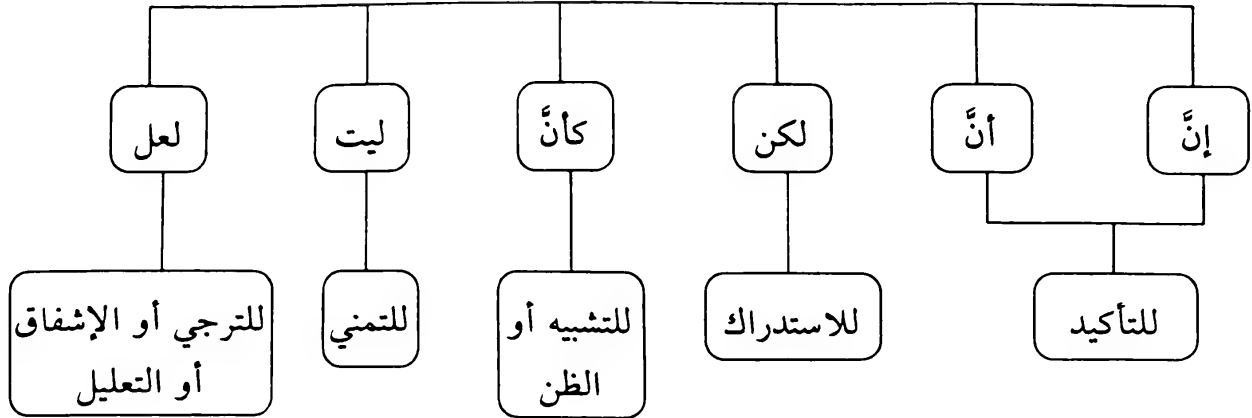 إنَّ
أنَّ
لكن
كأنَّ
ليت
لعل
للتأكيد
للاستدراك
للتشبيه أو
الظن
للتمني
للترجي أو الإشفاق
أو التعليل